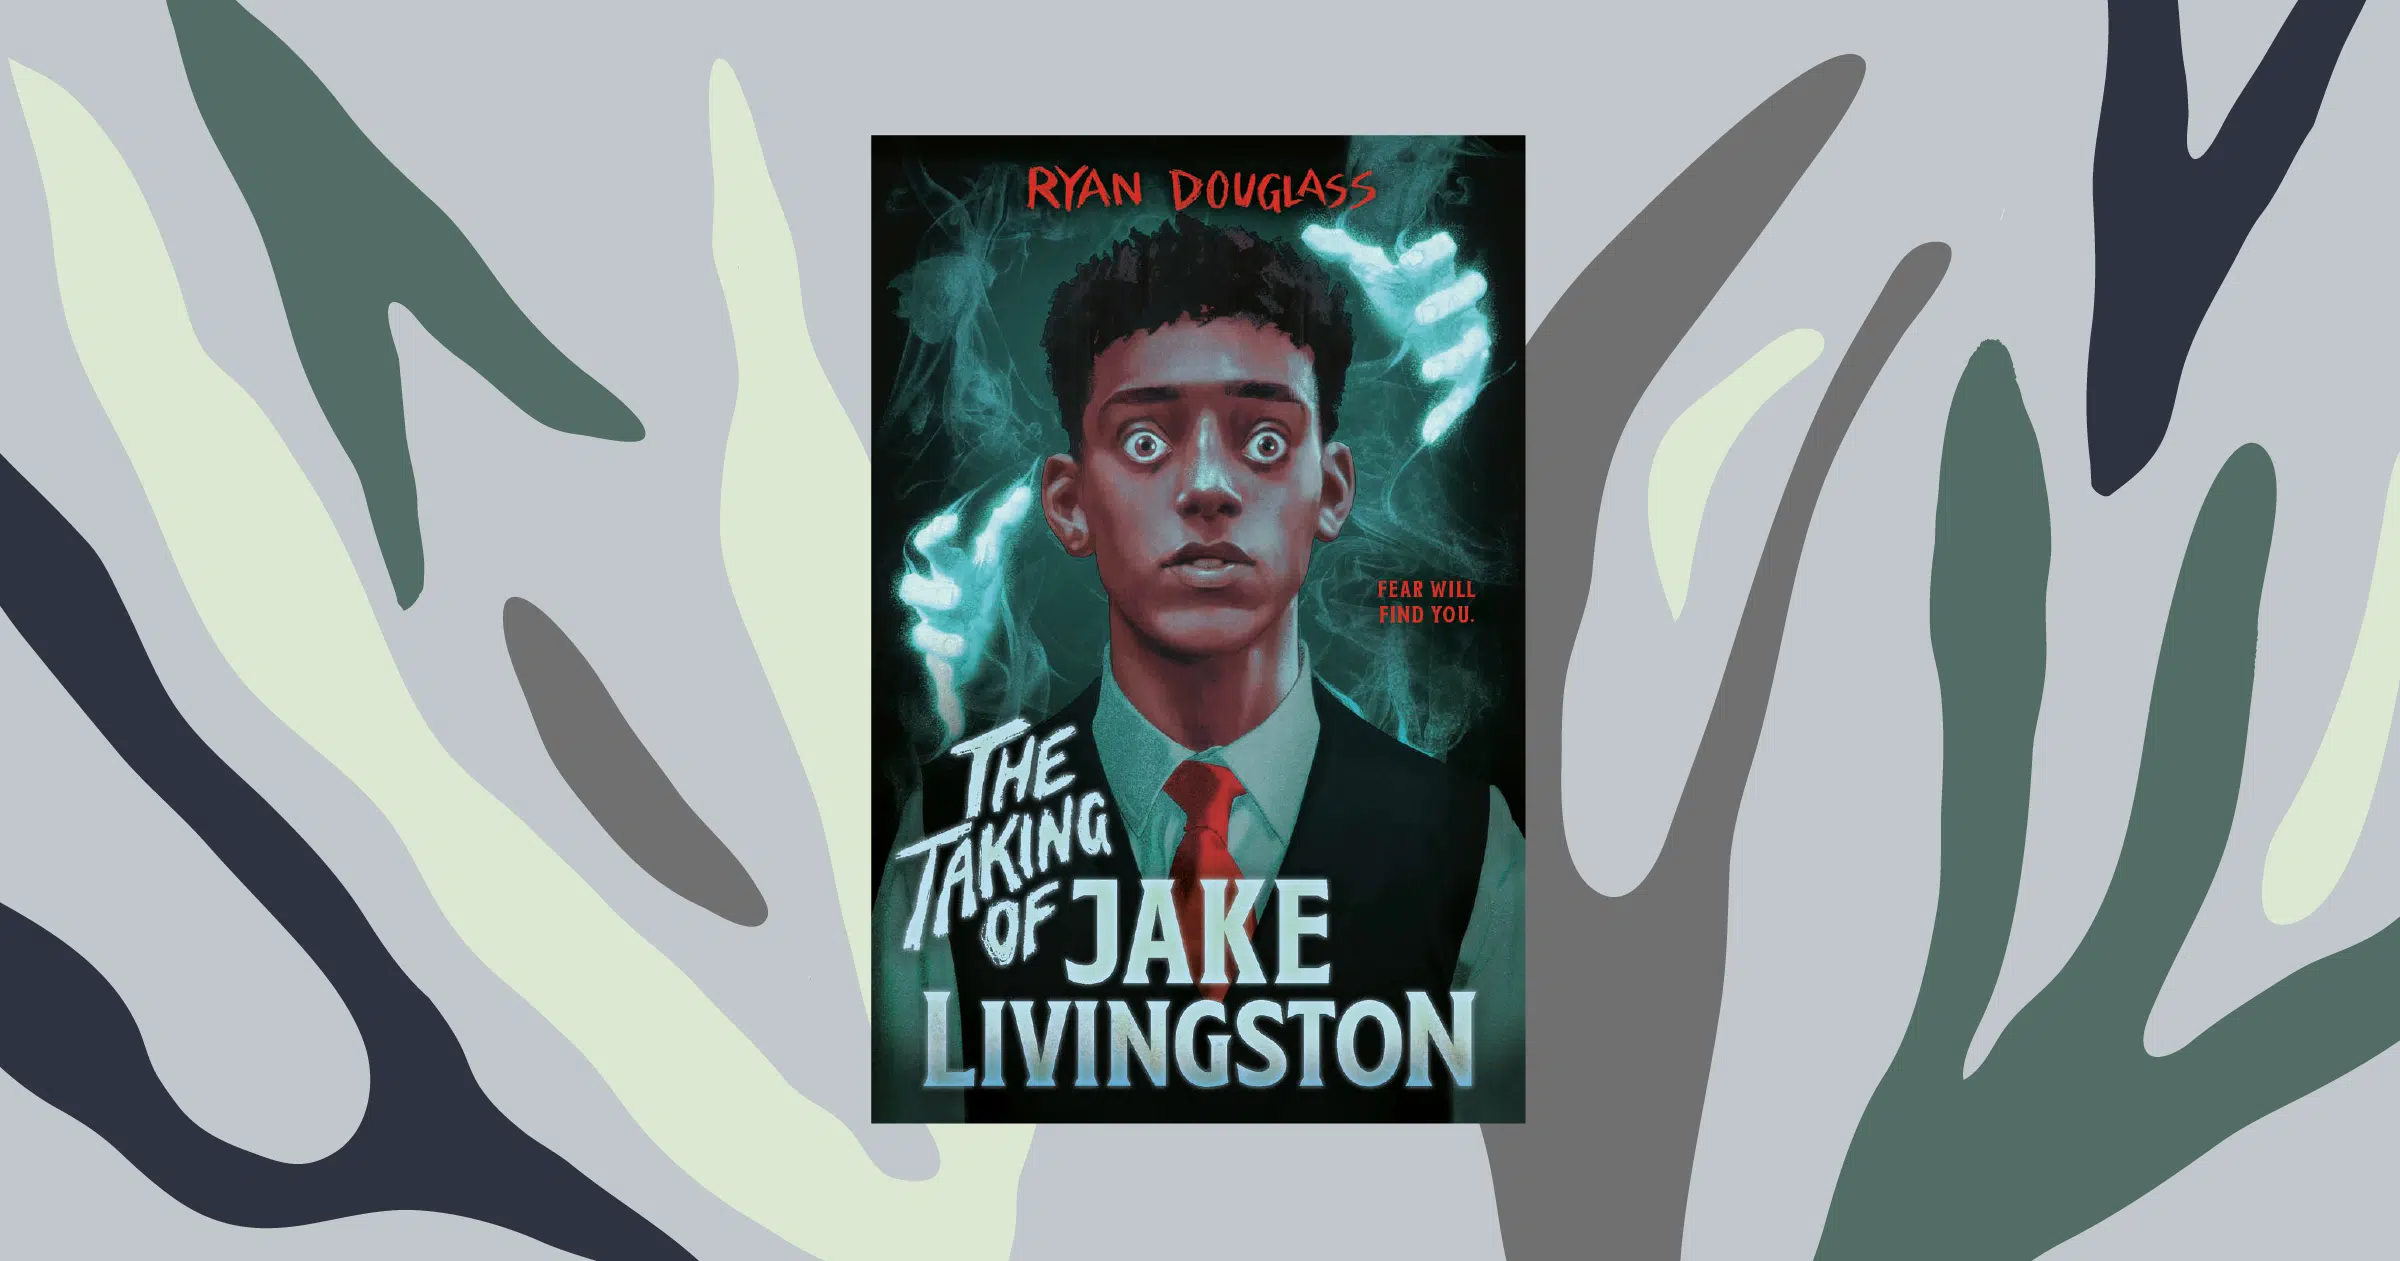 RYAN DOUGLASS
FEAR WILL
FIND YOU.
THE
TAKING
OF JAKE
LIVINGSTON